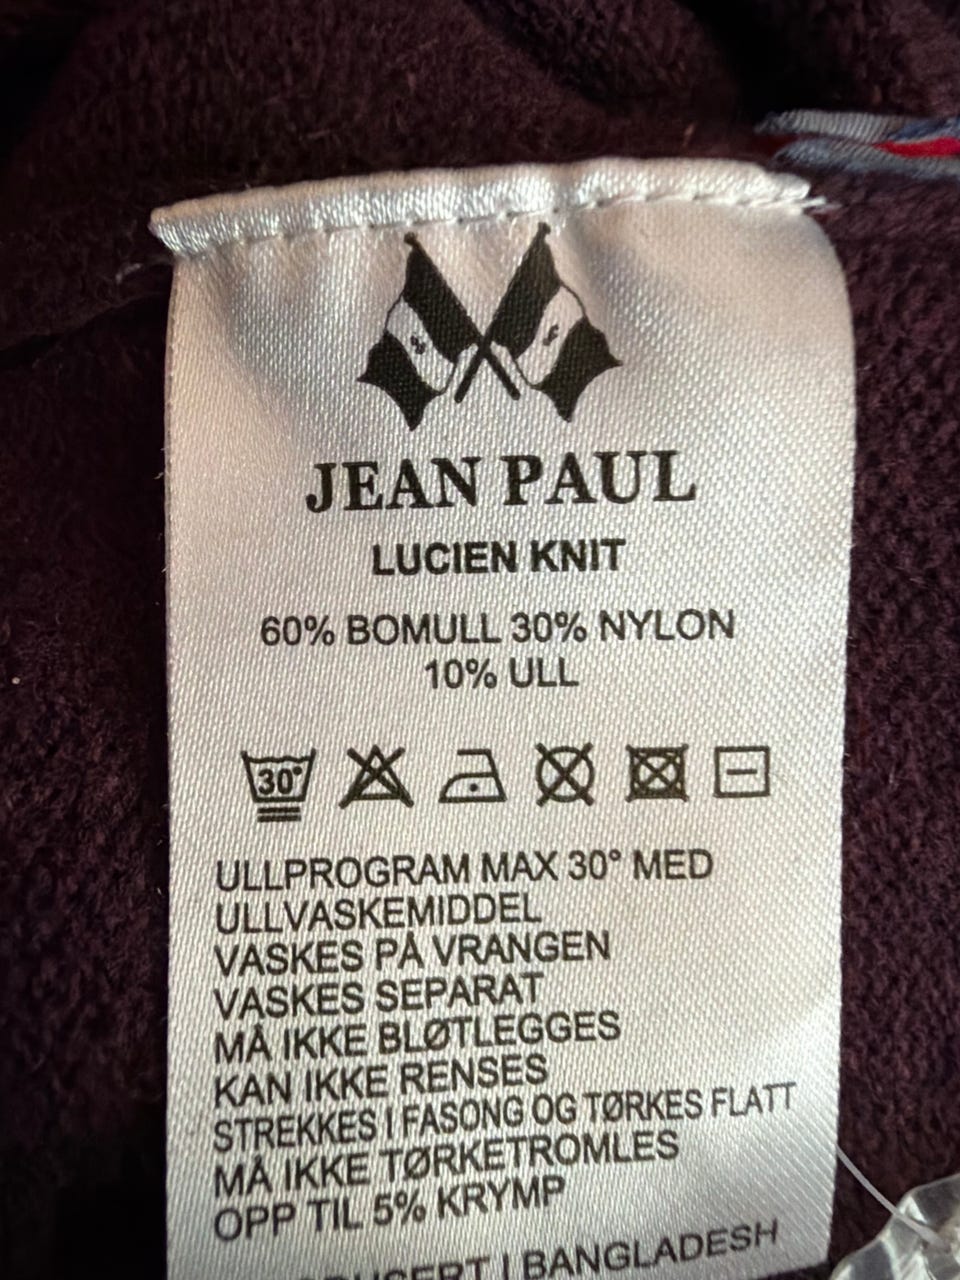 JEAN PAUL
LUCIEN KNIT
60% BOMULL 30% NYLON
10% ULL
30°
ULLPROGRAM MAX 30° MED
ULLVASKEMIDDEL
VASKES PÅ VRANGEN
VASKES SEPARAT
MÅ IKKE BLØTLEGGES
KAN IKKE RENSES
STREKKES I FASONG OG TØRKES FLATT
MÅ IKKE TØRKETROMLES
OPP TIL 5% KRYMP
I BANGLADESH